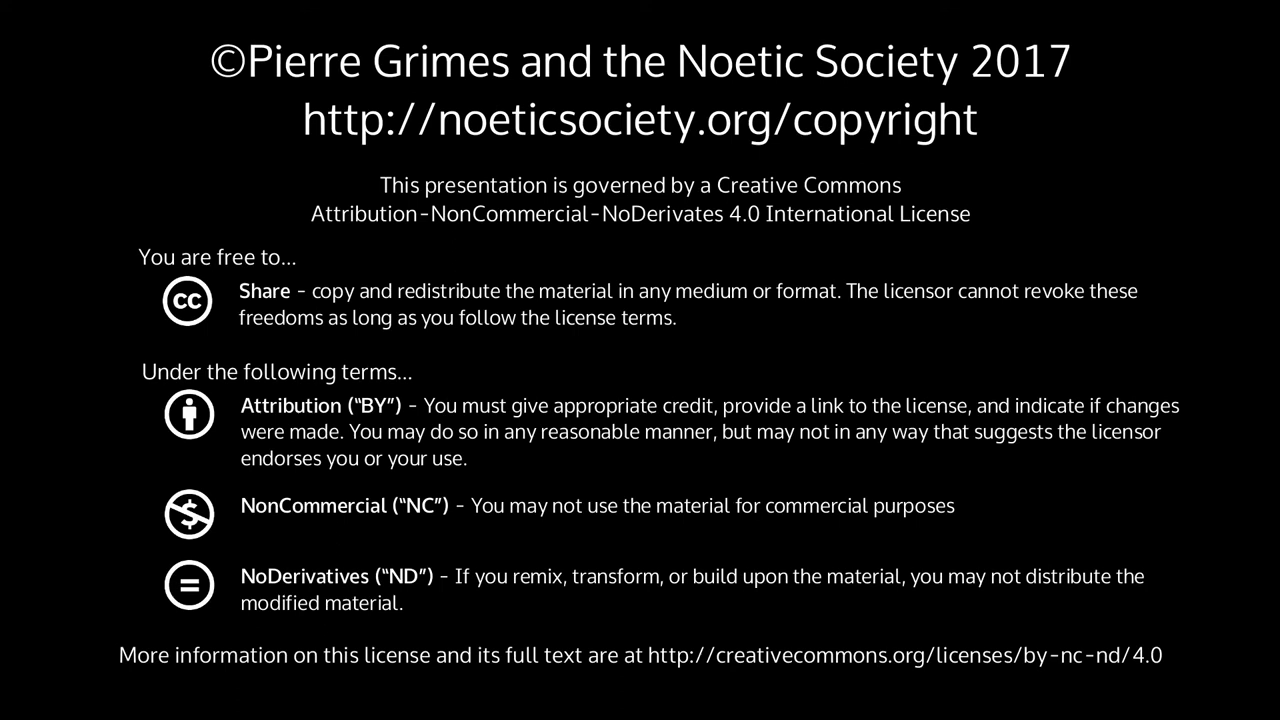 ©Pierre Grimes and the Noetic Society 2017
http://noeticsociety.org/copyright
This presentation is governed by a Creative Commons
Attribution-NonCommercial-NoDerivates 4.0 International License
You are free to...
cc
Share - copy and redistribute the material in any medium or format. The licensor cannot revoke these
freedoms as long as you follow the license terms.
Under the following terms...
Attribution (“BY”) - You must give appropriate credit, provide a link to the license, and indicate if changes
were made. You may do so in any reasonable manner, but may not in any way that suggests the licensor
endorses you or your use.
$
NonCommercial (“NC”) - You may not use the material for commercial purposes
=
NoDerivatives (“ND”) - If you remix, transform, or build upon the material, you may not distribute the
modified material.
More information on this license and its full text are at http://creativecommons.org/licenses/by-nc-nd/4.0